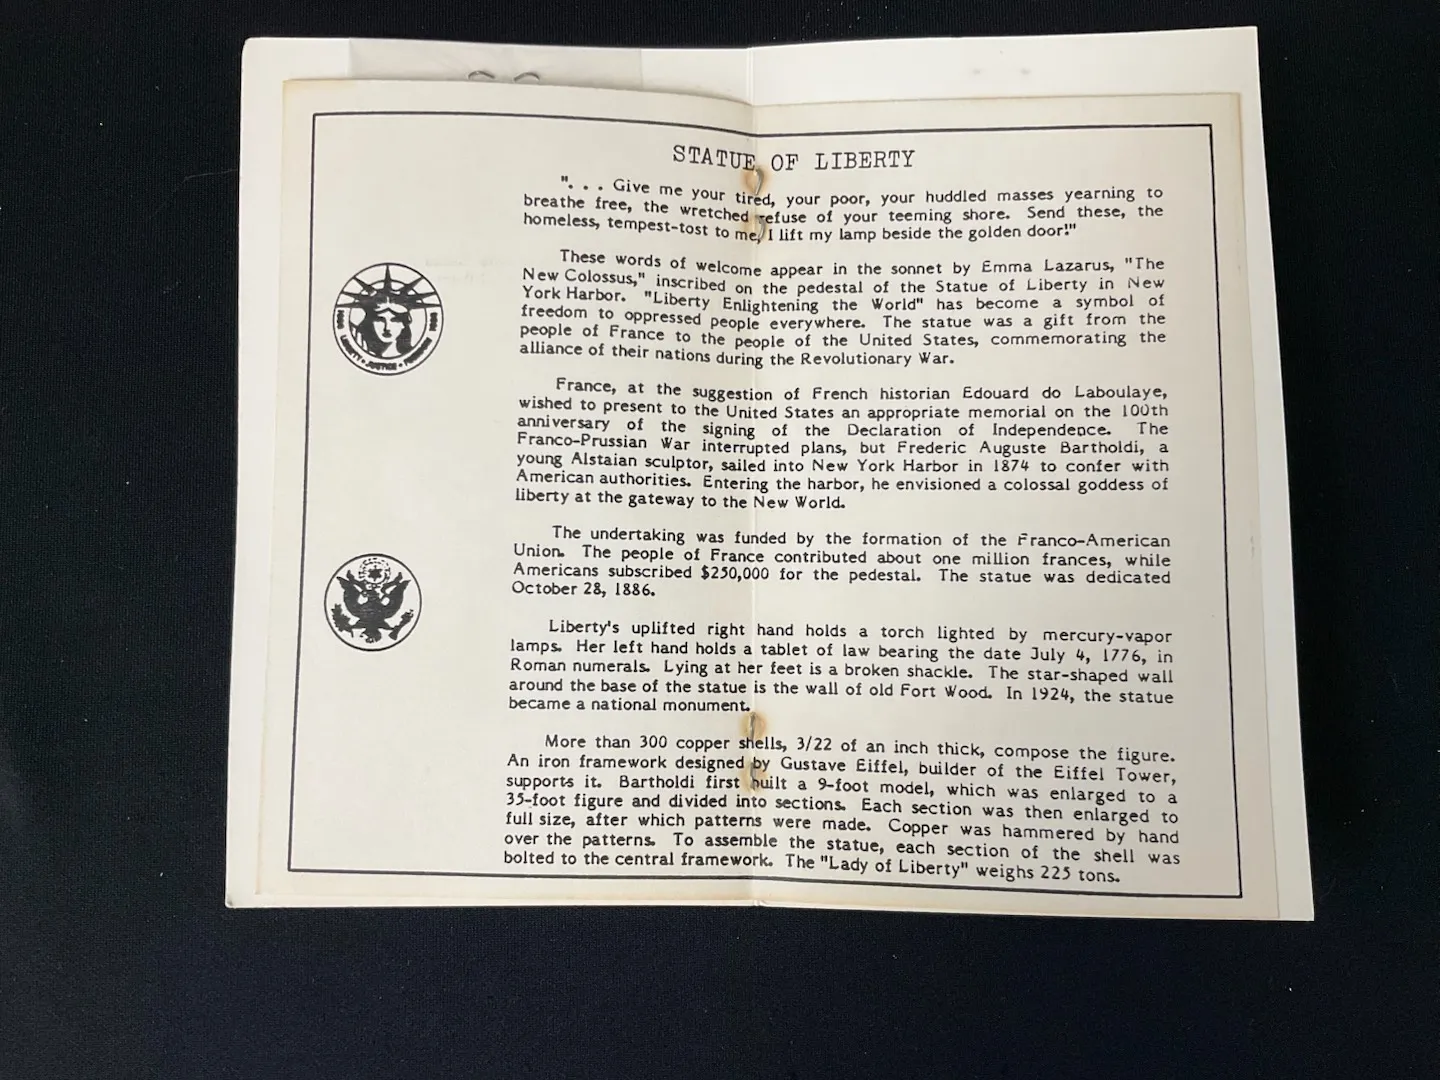 STATUE OF LIBERTY
". . . Give me your tired, your poor, your huddled masses yearning to
breathe free, the wretched refuse of your teeming shore. Send these, the
homeless, tempest-tost to me, I lift my lamp beside the golden door!"
These words of welcome appear in the sonnet by Emma Lazarus, "The
New Colossus," inscribed on the pedestal of the Statue of Liberty in New
York Harbor. "Liberty Enlightening the World" has become a symbol of
freedom to oppressed people everywhere. The statue was a gift from the
people of France to the people of the United States, commemorating the
alliance of their nations during the Revolutionary War.
France, at the suggestion of French historian Edouard do Laboulaye,
wished to present to the United States an appropriate memorial on the 100th
anniversary of the signing of the Declaration of Independence. The
Franco-Prussian War interrupted plans, but Frederic Auguste Bartholdi, a
young Alstaian sculptor, sailed into New York Harbor in 1874 to confer with
American authorities. Entering the harbor, he envisioned a colossal goddess of
liberty at the gateway to the New World.
The undertaking was funded by the formation of the Franco-American
Union. The people of France contributed about one million frances, while
Americans subscribed $250,000 for the pedestal. The statue was dedicated
October 28, 1886.
Liberty's uplifted right hand holds a torch lighted by mercury-vapor
lamps. Her left hand holds a tablet of law bearing the date July 4, 1776, in
Roman numerals. Lying at her feet is a broken shackle. The star-shaped wall
around the base of the statue is the wall of old Fort Wood. In 1924, the statue
became a national monument.
More than 300 copper shells, 3/22 of an inch thick, compose the figure.
An iron framework designed by Gustave Eiffel, builder of the Eiffel Tower,
supports it. Bartholdi first built a 9-foot model, which was enlarged to a
35-foot figure and divided into sections. Each section was then enlarged to
full size, after which patterns were made. Copper was hammered by hand
over the patterns. To assemble the statue, each section of the shell was
bolted to the central framework. The "Lady of Liberty" weighs 225 tons.
1886
1986
LIBERTY • JUSTICE • FREEDOM